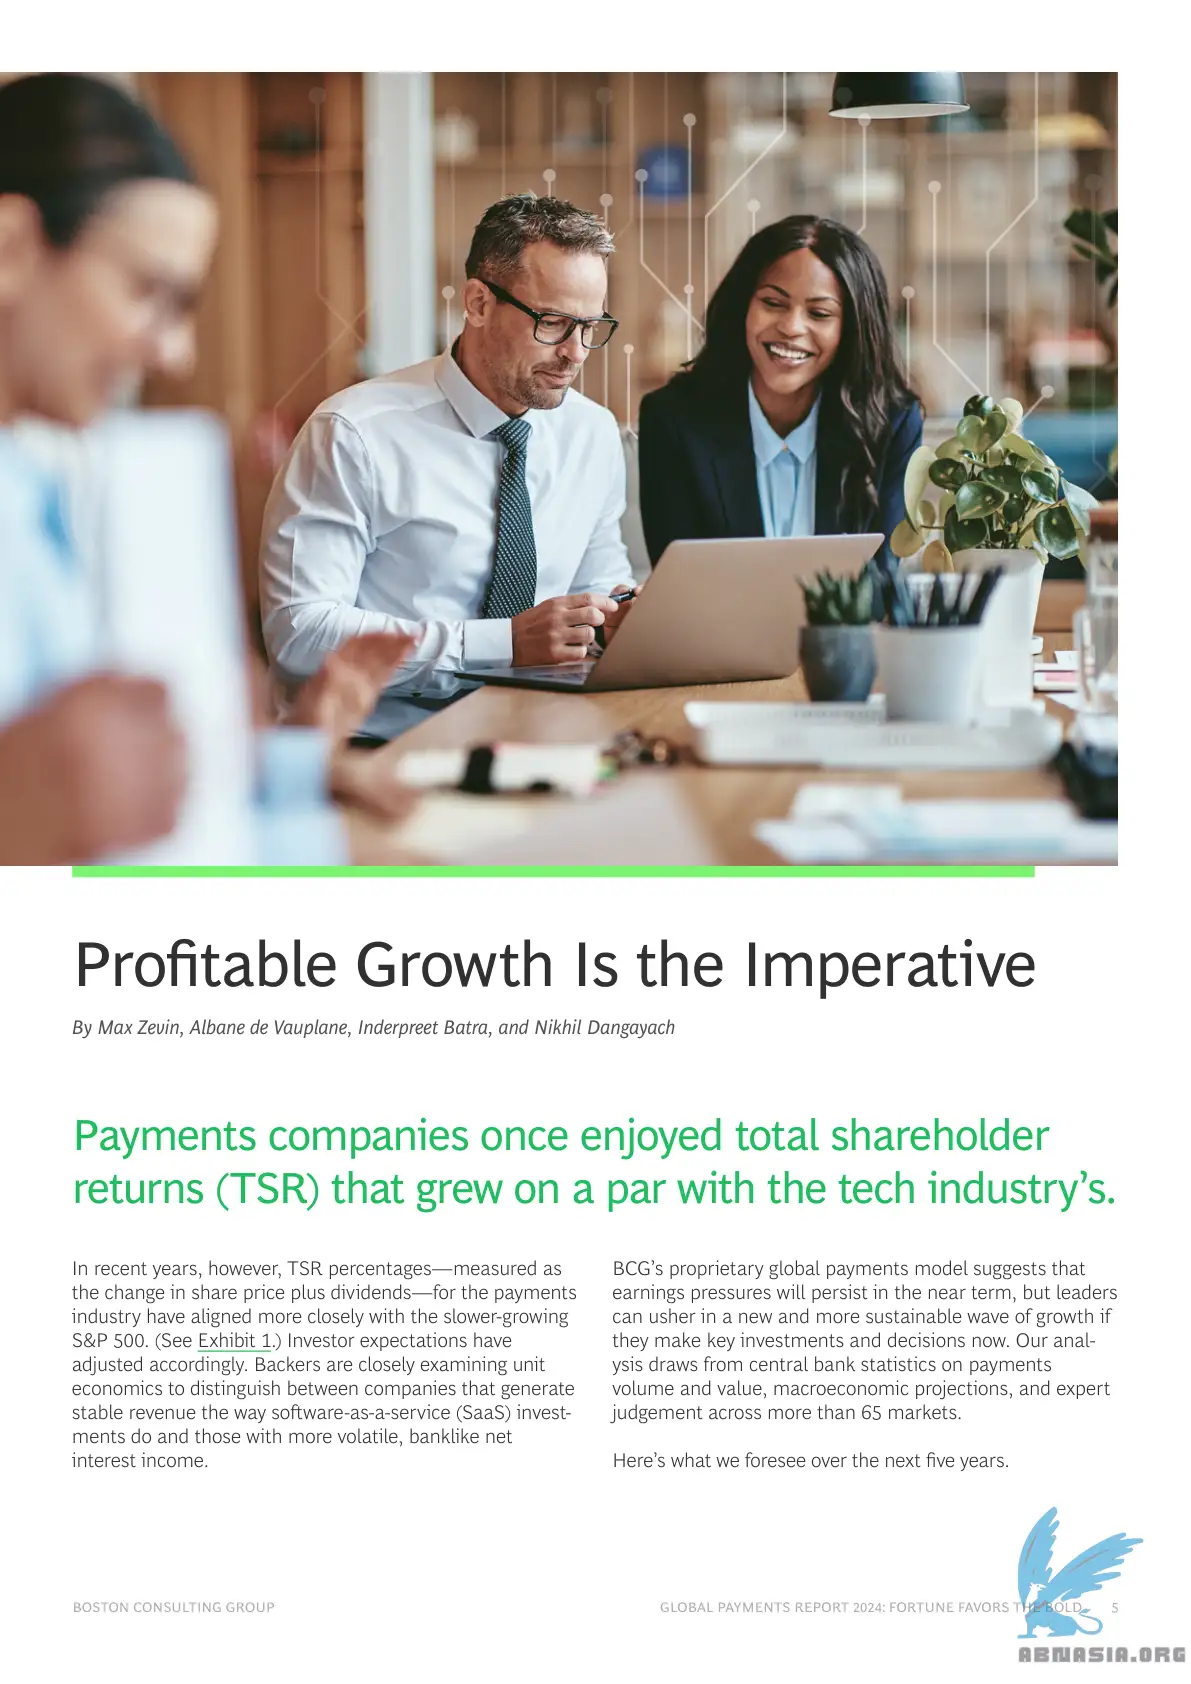 Profitable Growth Is the Imperative
By Max Zevin, Albane de Vauplane, Inderpreet Batra, and Nikhil Dangayach
Payments companies once enjoyed total shareholder
returns (TSR) that grew on a par with the tech industry’s.
In recent years, however, TSR percentages—measured as
the change in share price plus dividends—for the payments
industry have aligned more closely with the slower-growing
S&P 500. (See Exhibit 1.) Investor expectations have
adjusted accordingly. Backers are closely examining unit
economics to distinguish between companies that generate
stable revenue the way software-as-a-service (SaaS) invest-
ments do and those with more volatile, banklike net
interest income.
BCG’s proprietary global payments model suggests that
earnings pressures will persist in the near term, but leaders
can usher in a new and more sustainable wave of growth if
they make key investments and decisions now. Our anal-
ysis draws from central bank statistics on payments
volume and value, macroeconomic projections, and expert
judgement across more than 65 markets.
Here’s what we foresee over the next five years.
BOSTON CONSULTING GROUP
GLOBAL PAYMENTS REPORT 2024: FORTUNE FAVORS THE BOLD 5
ABNASIA.ORG